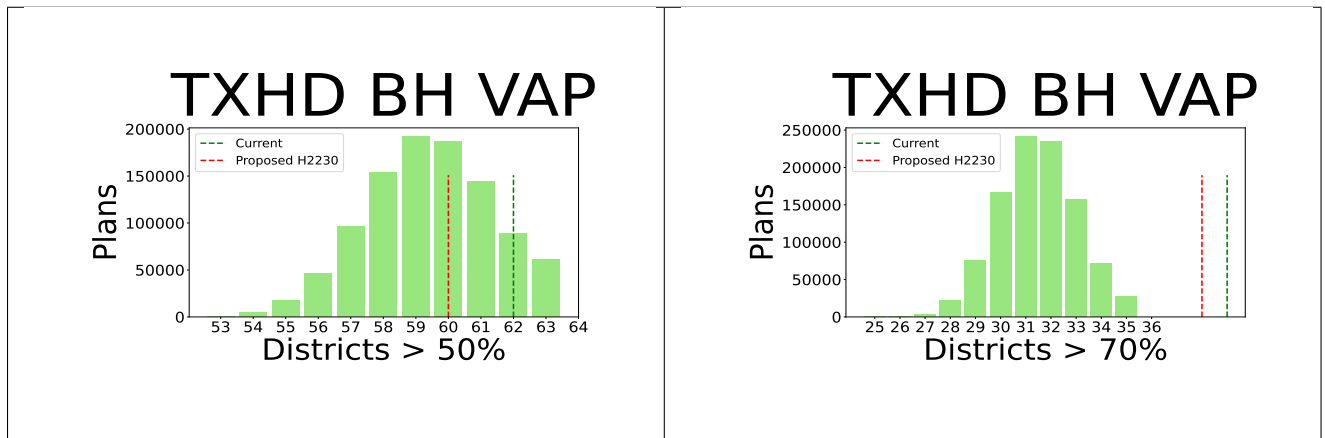 TXHD BH VAP
200000
150000
100000
50000
0
Plans
Current
Proposed H2230
53 54 55 56 57 58 59 60 61 62 63 64
Districts > 50%
TXHD BH VAP
250000
200000
150000
100000
50000
0
Plans
Current
Proposed H2230
25 26 27 28 29 30 31 32 33 34 35 36
Districts > 70%